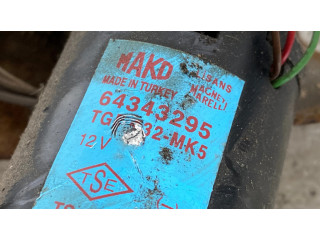 MAKO
MADE IN TURKEY
LISANS
MAGNETI
MARELLI
64343295
12V
TSE